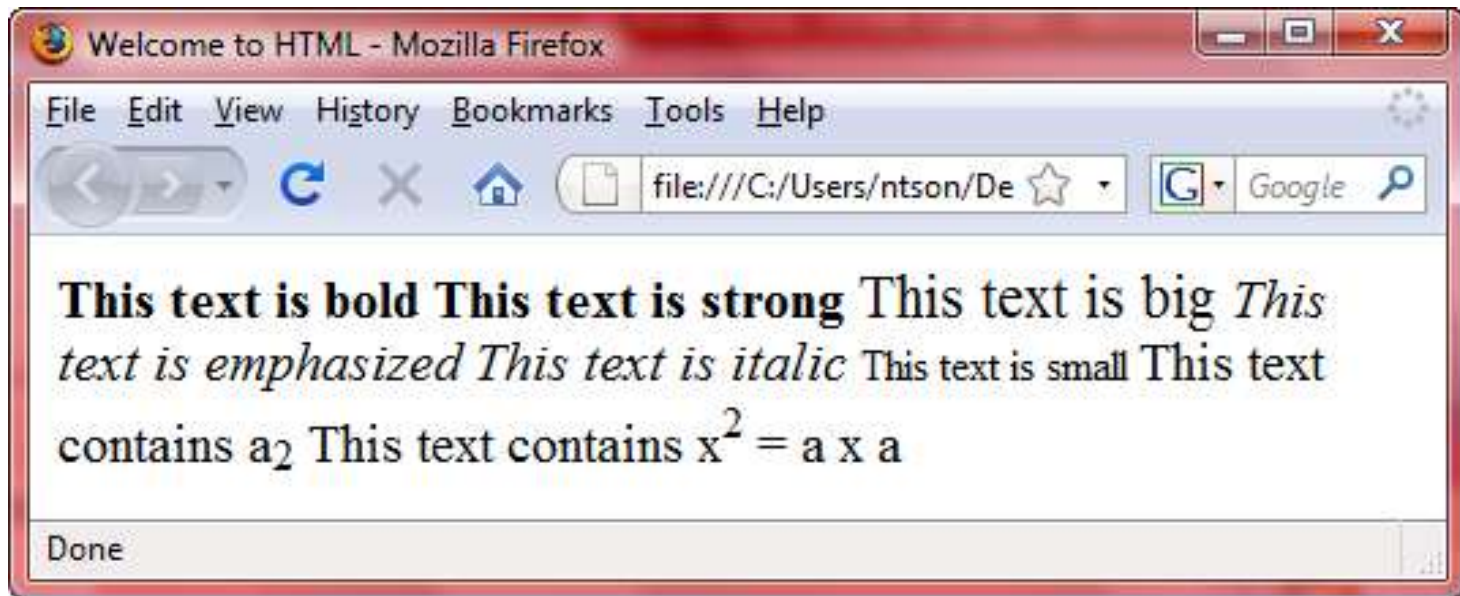 Welcome to HTML - Mozilla Firefox
File Edit View History Bookmarks Tools Help
file:///C:/Users/ntson/De G Google
This text is bold This text is strong This text is big This
text is emphasized This text is italic This text is small This text
contains a₂ This text contains x² = a x a
Done